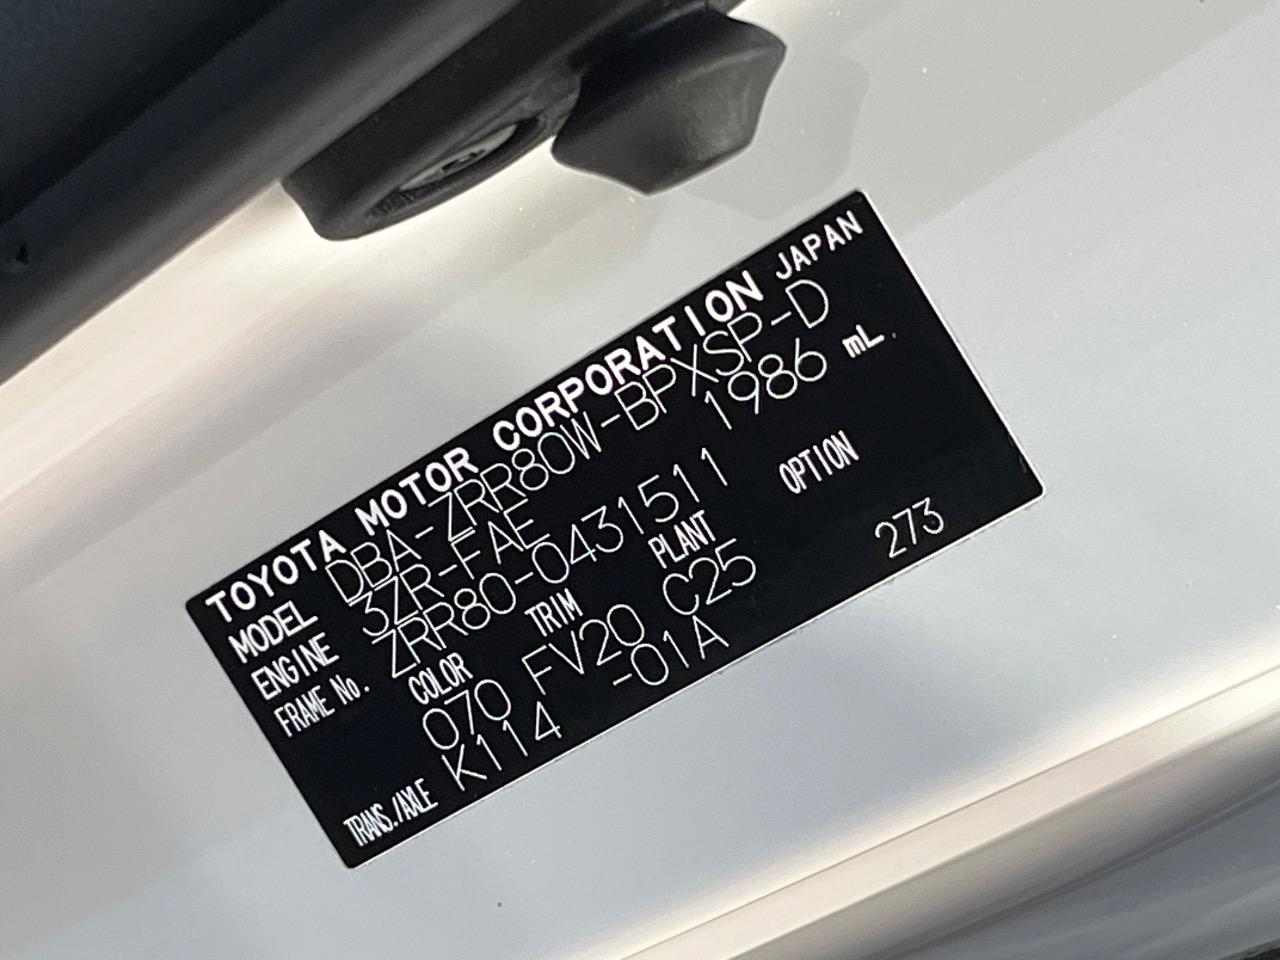 TOYOTA MOTOR CORPORATION JAPAN
MODEL DBA-ZRR80W-BPXSP-D
ENGINE 3ZR-FAE 1986 mL
FRAME No. ZRR80-0431511
COLOR TRIM PLANT OPTION
070 FV20 C25 273
TRANS./AXLE K114 -01A